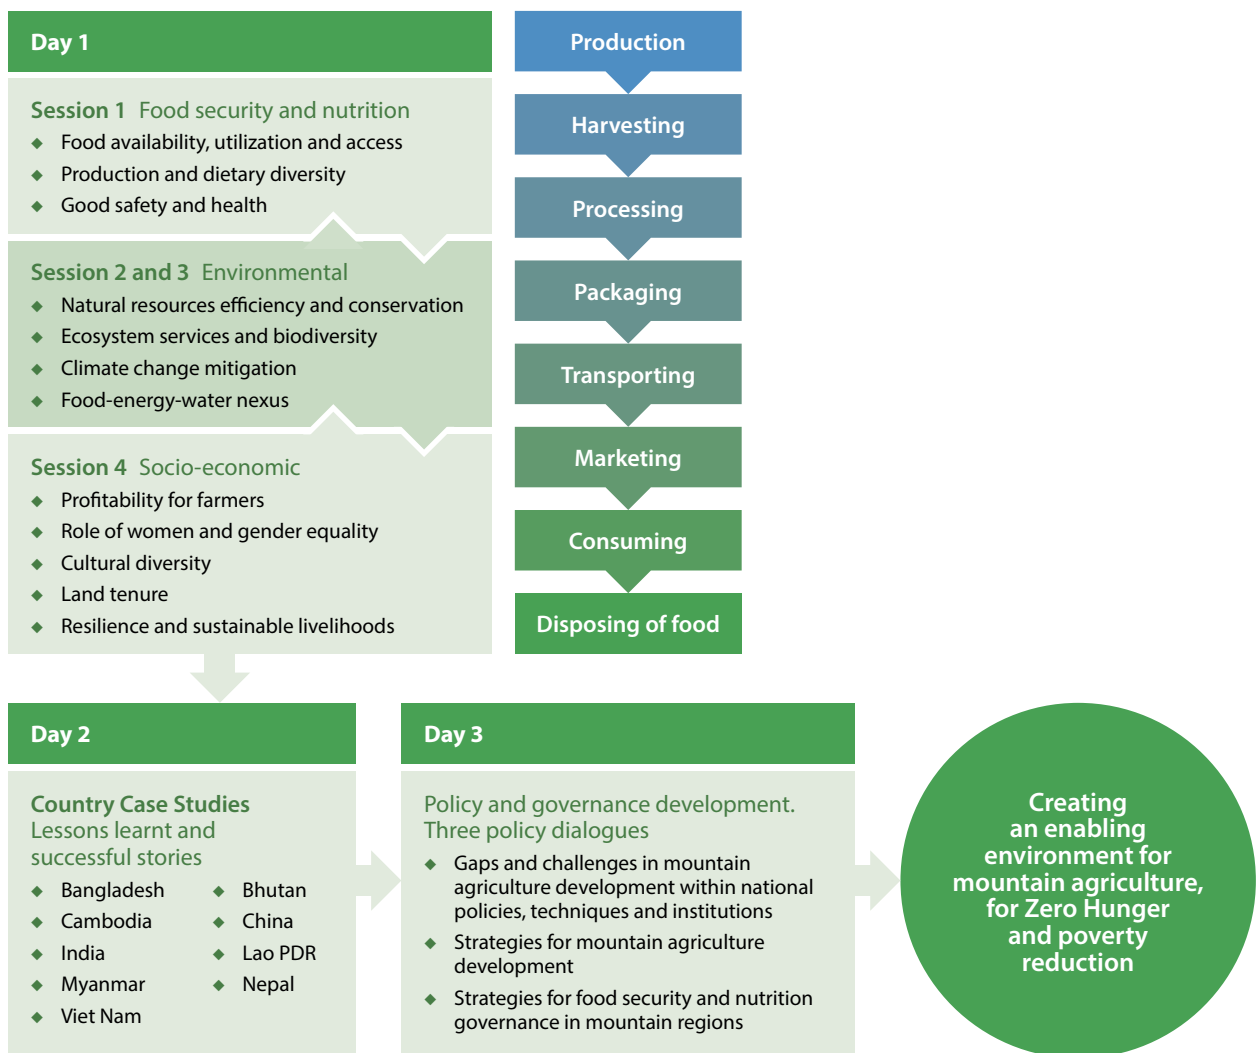 Day 1
Session 1 Food security and nutrition
◆ Food availability, utilization and access
◆ Production and dietary diversity
◆ Good safety and health
Session 2 and 3 Environmental
◆ Natural resources efficiency and conservation
◆ Ecosystem services and biodiversity
◆ Climate change mitigation
◆ Food-energy-water nexus
Session 4 Socio-economic
◆ Profitability for farmers
◆ Role of women and gender equality
◆ Cultural diversity
◆ Land tenure
◆ Resilience and sustainable livelihoods
Production
Harvesting
Processing
Packaging
Transporting
Marketing
Consuming
Disposing of food
Day 2
Country Case Studies
Lessons learnt and
successful stories
◆ Bangladesh
◆ Cambodia
◆ India
◆ Myanmar
◆ Viet Nam
◆ Bhutan
◆ China
◆ Lao PDR
◆ Nepal
Day 3
Policy and governance development.
Three policy dialogues
◆ Gaps and challenges in mountain
agriculture development within national
policies, techniques and institutions
◆ Strategies for mountain agriculture
development
◆ Strategies for food security and nutrition
governance in mountain regions
Creating
an enabling
environment for
mountain agriculture,
for Zero Hunger
and poverty
reduction